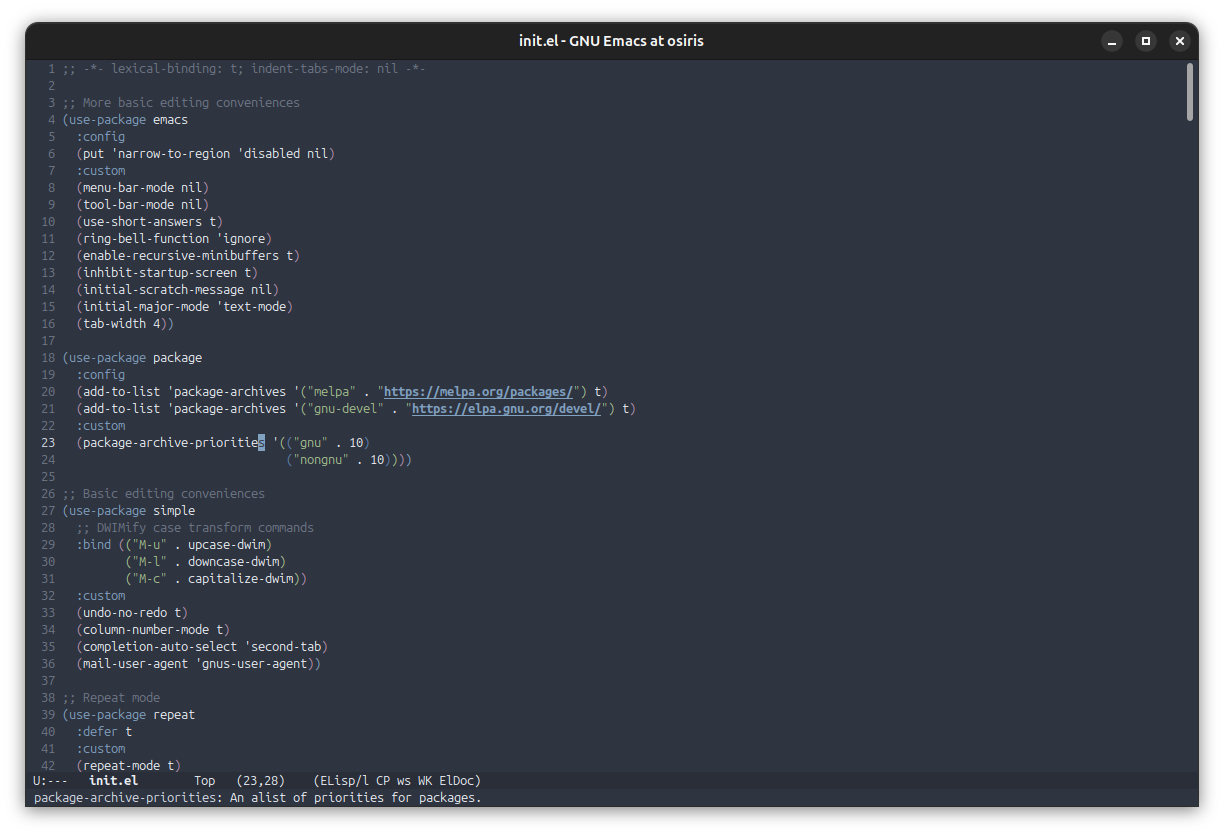 init.el - GNU Emacs at osiris
1 ;; -*- lexical-binding: t; indent-tabs-mode: nil -*-
2
3 ;; More basic editing conveniences
4 (use-package emacs
5   :config
6   (put 'narrow-to-region 'disabled nil)
7   :custom
8   (menu-bar-mode nil)
9   (tool-bar-mode nil)
10   (use-short-answers t)
11   (ring-bell-function 'ignore)
12   (enable-recursive-minibuffers t)
13   (inhibit-startup-screen t)
14   (initial-scratch-message nil)
15   (initial-major-mode 'text-mode)
16   (tab-width 4))
17
18 (use-package package
19   :config
20   (add-to-list 'package-archives '("melpa" . "https://melpa.org/packages/") t)
21   (add-to-list 'package-archives '("gnu-devel" . "https://elpa.gnu.org/devel/") t)
22   :custom
23   (package-archive-priorities '(("gnu" . 10)
24                                 ("nongnu" . 10))))
25
26 ;; Basic editing conveniences
27 (use-package simple
28   ;; DWIMify case transform commands
29   :bind (("M-u" . upcase-dwim)
30          ("M-l" . downcase-dwim)
31          ("M-c" . capitalize-dwim))
32   :custom
33   (undo-no-redo t)
34   (column-number-mode t)
35   (completion-auto-select 'second-tab)
36   (mail-user-agent 'gnus-user-agent))
37
38 ;; Repeat mode
39 (use-package repeat
40   :defer t
41   :custom
42   (repeat-mode t)
U:---   init.el        Top   (23,28)    (ELisp/l CP ws WK ElDoc)
package-archive-priorities: An alist of priorities for packages.